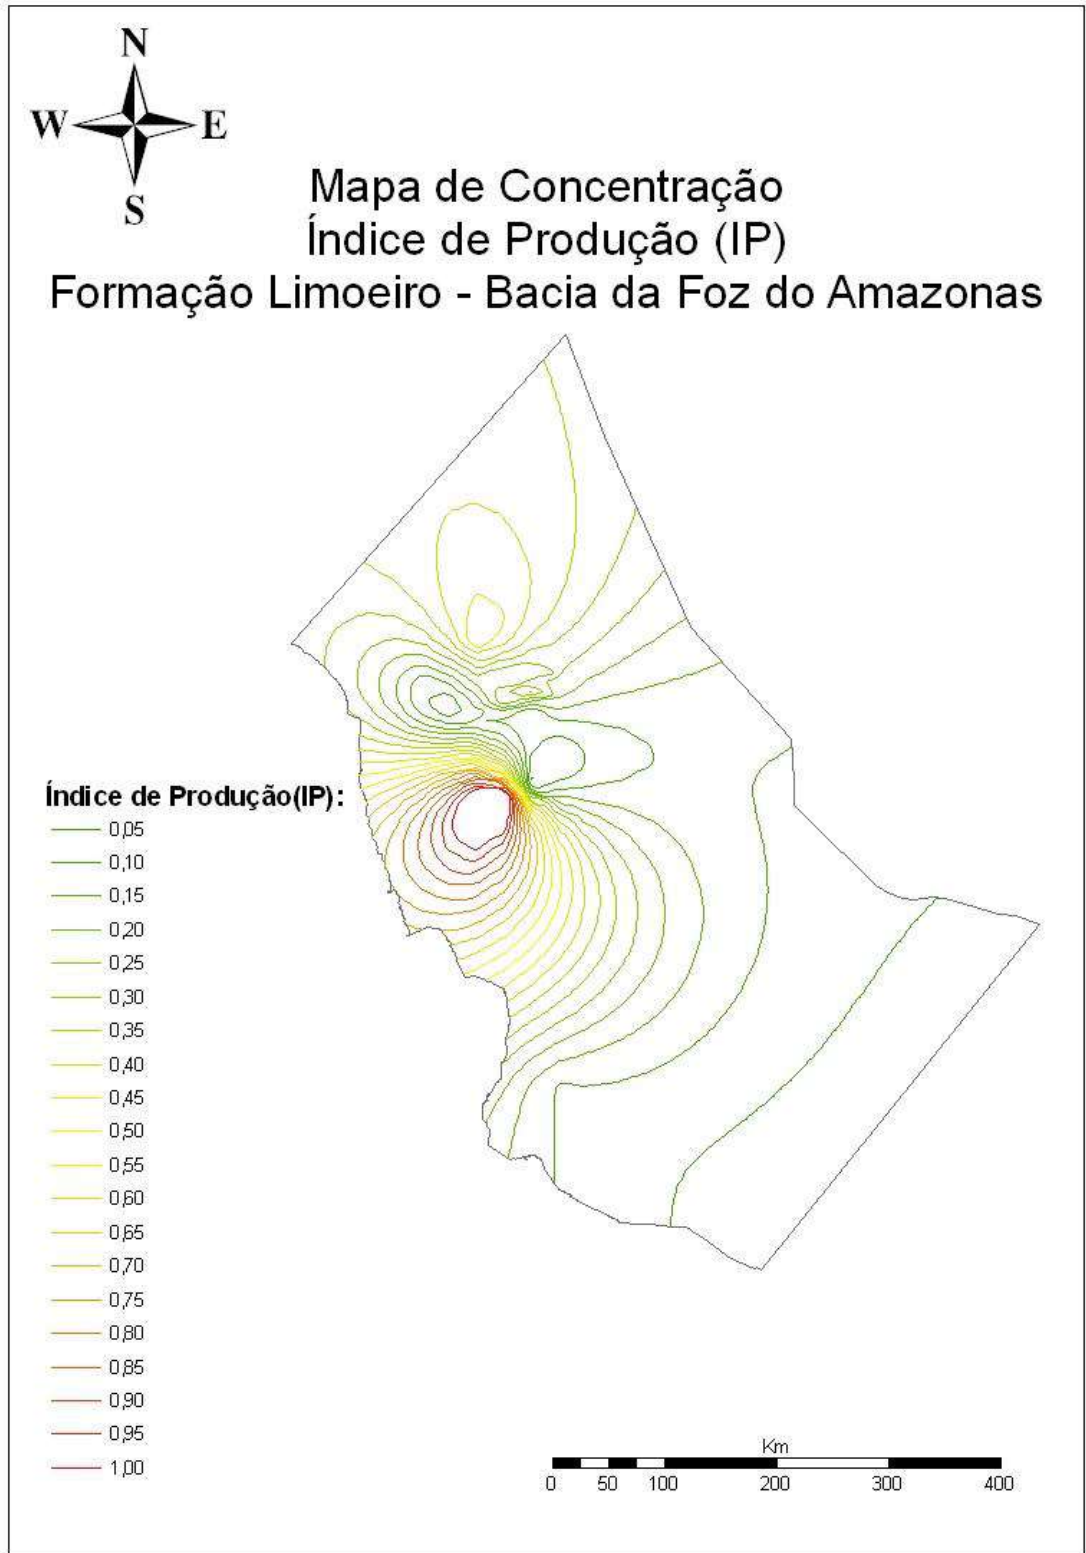 N
W E
S
Mapa de Concentração
Índice de Produção (IP)
Formação Limoeiro - Bacia da Foz do Amazonas
Índice de Produção(IP):
0,05
0,10
0,15
0,20
0,25
0,30
0,35
0,40
0,45
0,50
0,55
0,60
0,65
0,70
0,75
0,80
0,85
0,90
0,95
1,00
Km
0 50 100 200 300 400